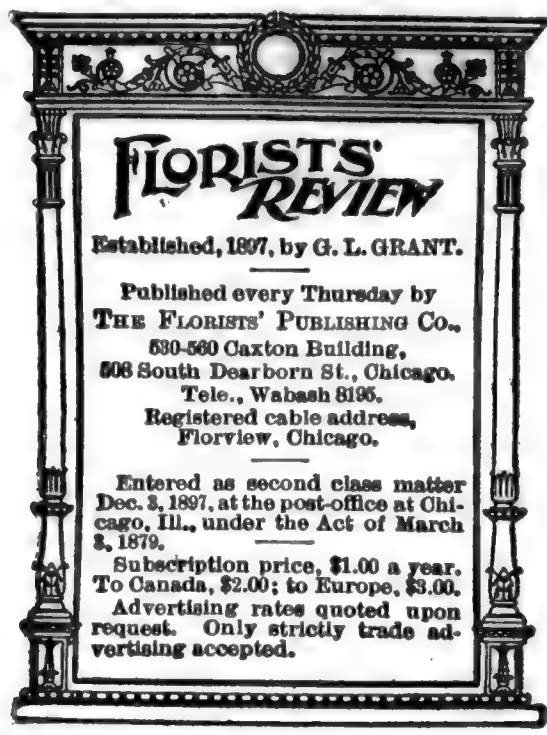 FLORISTS'
REVIEW
Established, 1897, by G. L. GRANT.
Published every Thursday by
THE FLORISTS' PUBLISHING CO.,
530-560 Caxton Building,
508 South Dearborn St., Chicago.
Tele., Wabash 8195.
Registered cable address,
Florview, Chicago.
Entered as second class matter
Dec. 3, 1897, at the post-office at Chi-
cago, Ill., under the Act of March
3, 1879.
Subscription price, $1.00 a year.
To Canada, $2.00; to Europe, $3.00.
Advertising rates quoted upon
request. Only strictly trade ad-
vertising accepted.